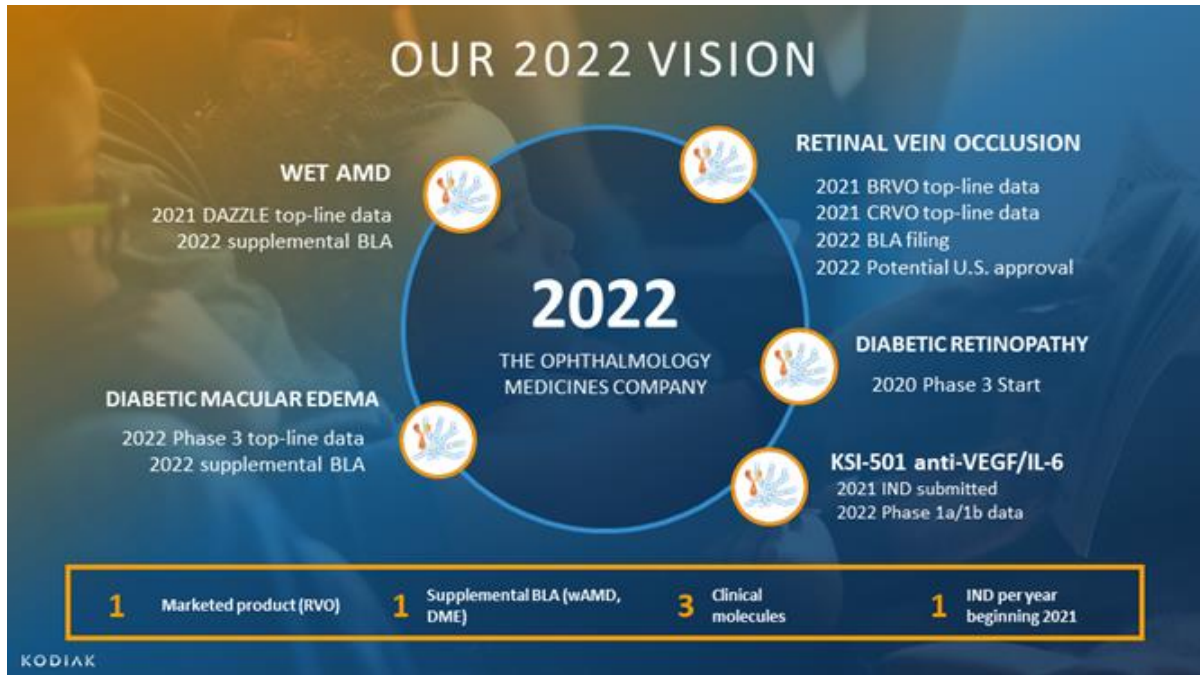 OUR 2022 VISION
WET AMD
2021 DAZZLE top-line data
2022 supplemental BLA
RETINAL VEIN OCCLUSION
2021 BRVO top-line data
2021 CRVO top-line data
2022 BLA filing
2022 Potential U.S. approval
2022
THE OPHTHALMOLOGY
MEDICINES COMPANY
DIABETIC RETINOPATHY
2020 Phase 3 Start
DIABETIC MACULAR EDEMA
2022 Phase 3 top-line data
2022 supplemental BLA
KSI-501 anti-VEGF/IL-6
2021 IND submitted
2022 Phase 1a/1b data
1
Marketed product (RVO)
1
Supplemental BLA (wAMD,
DME)
3
Clinical
molecules
1
IND per year
beginning 2021
KODIAK